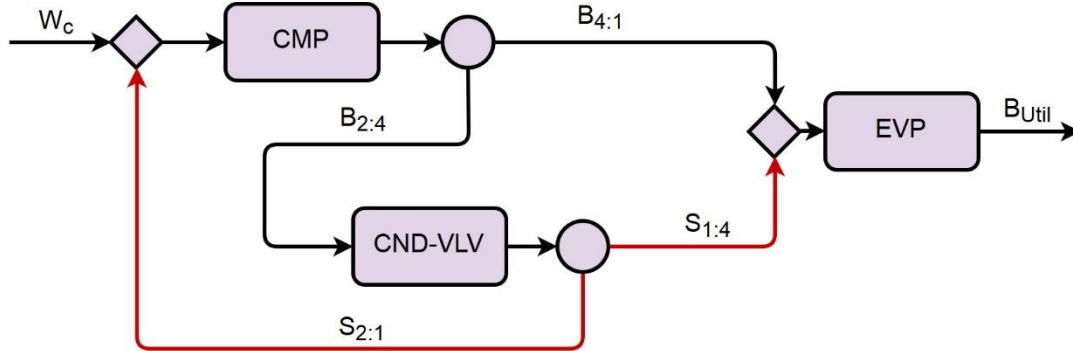 W_c
CMP
B_4:1
B_2:4
EVP
B_Util
CND-VLV
S_1:4
S_2:1